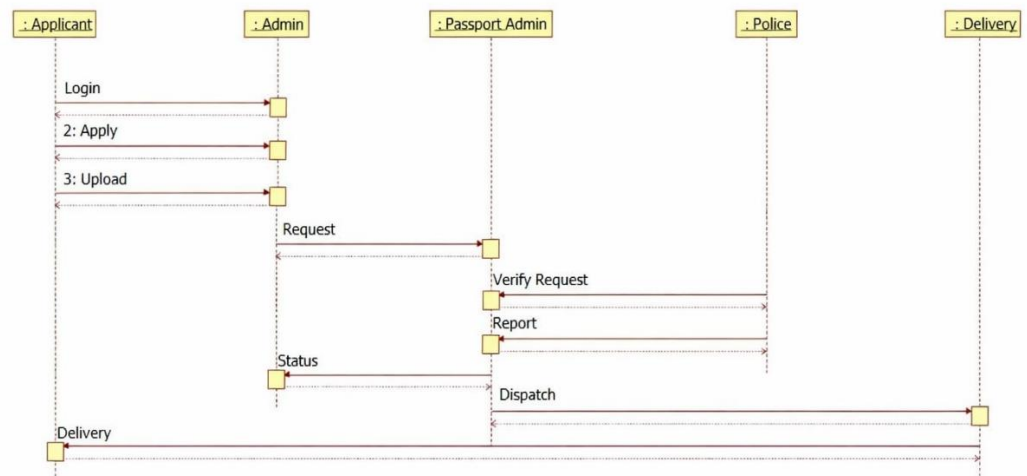 : Applicant
: Admin
: Passport Admin
: Police
: Delivery
Login
2: Apply
3: Upload
Request
Verify Request
Report
Status
Dispatch
Delivery